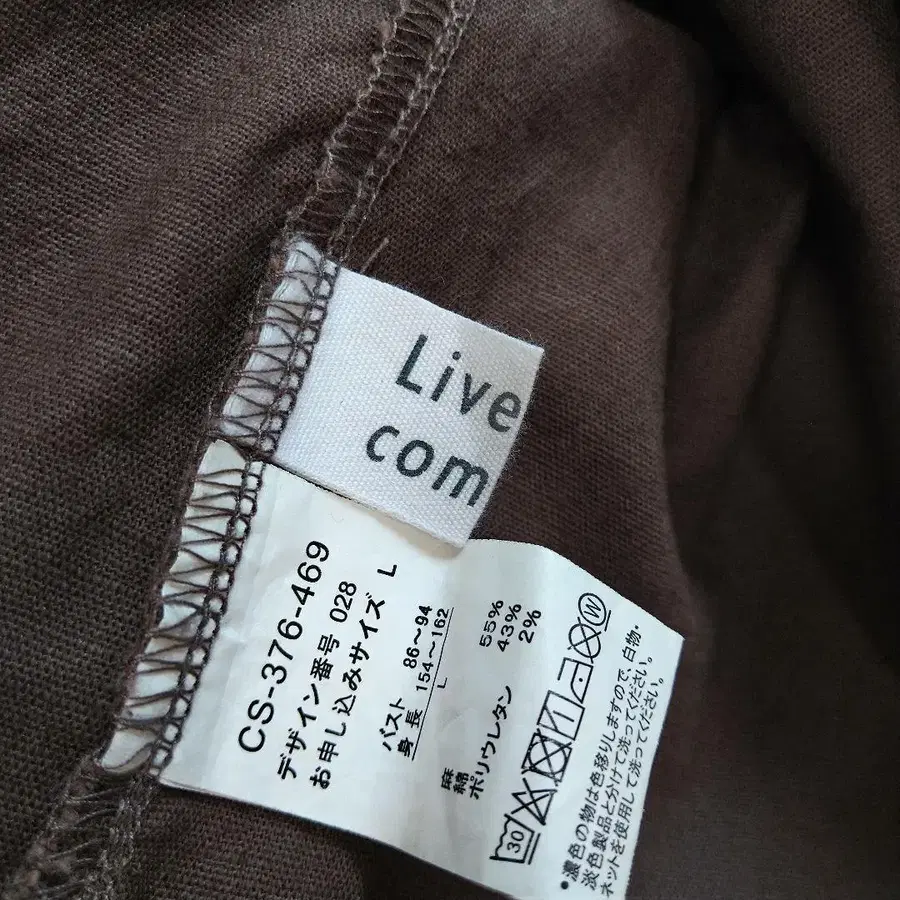 Live
com
CS-376-469
デザイン番号 028
お申し込みサイズ L
バスト 86～94
身長 154～162
L
麻 55%
綿 43%
ポリウレタン 2%
30
W
・濃色の物は色移りしますので、白物・
淡色製品と分けて洗ってください。
ネットを使用して洗ってください。